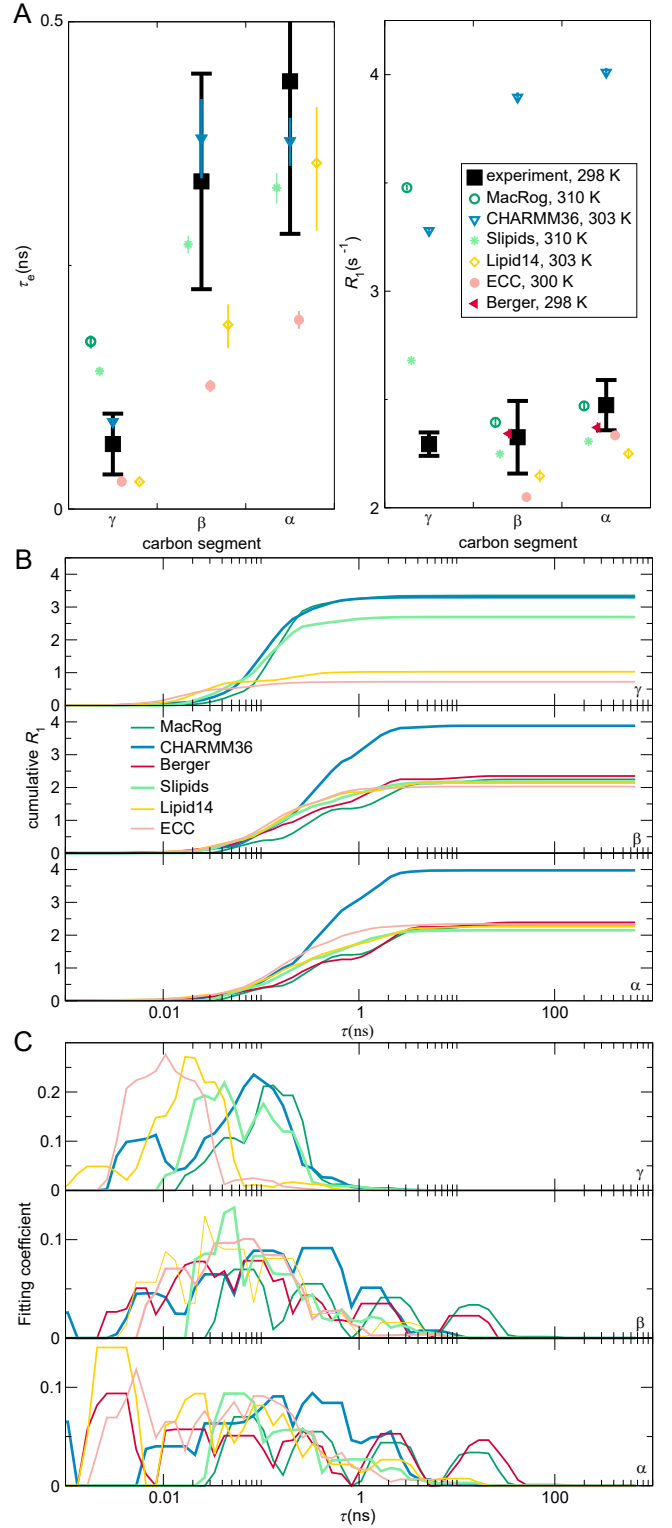 A
0.5
0
τe(ns)
γ
β
α
carbon segment
4
3
2
R1(s-1)
experiment, 298 K
MacRog, 310 K
CHARMM36, 303 K
Slipids, 310 K
Lipid14, 303 K
ECC, 300 K
Berger, 298 K
γ
β
α
carbon segment
B
4
3
2
1
0
γ
cumulative R1
4
3
2
1
0
MacRog
CHARMM36
Berger
Slipids
Lipid14
ECC
β
4
3
2
1
0
α
0.01
1
100
τ(ns)
C
0.2
0.1
0
γ
Fitting coefficient
0.1
0
β
0.1
0
α
0.01
1
100
τ(ns)